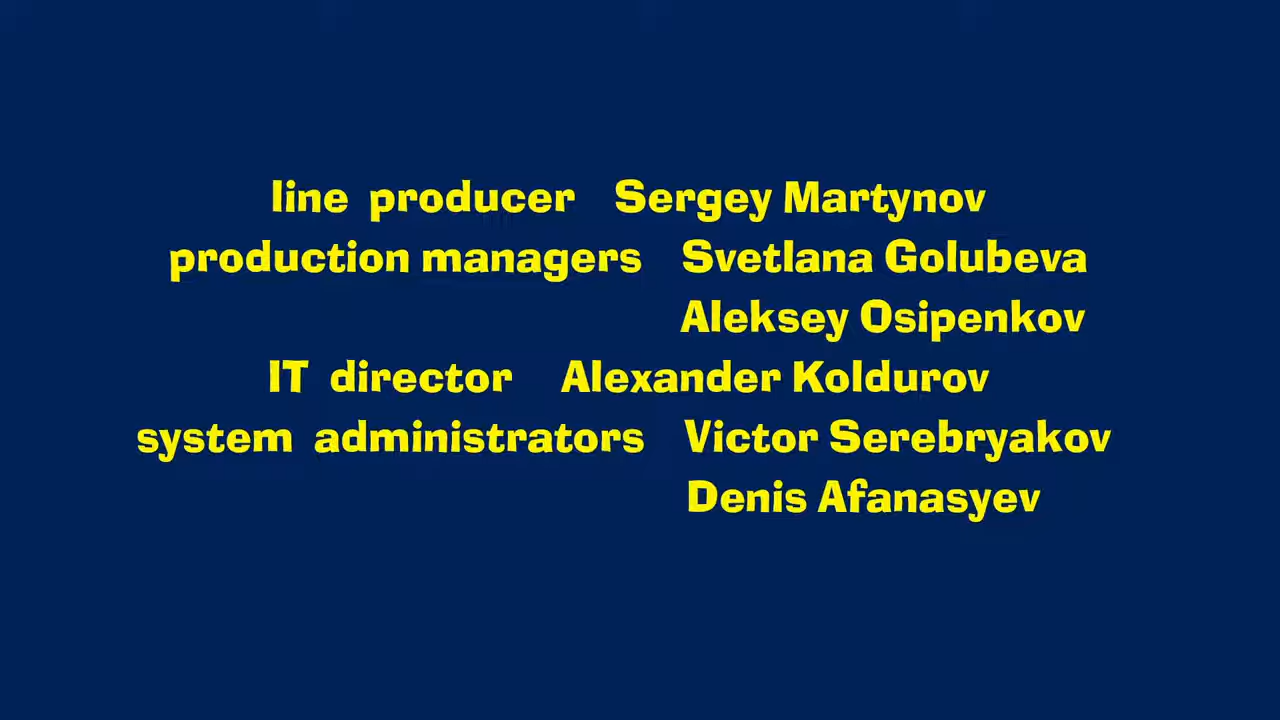 line producer Sergey Martynov
production managers Svetlana Golubeva
Aleksey Osipenkov
IT director Alexander Koldurov
system administrators Victor Serebryakov
Denis Afanasyev